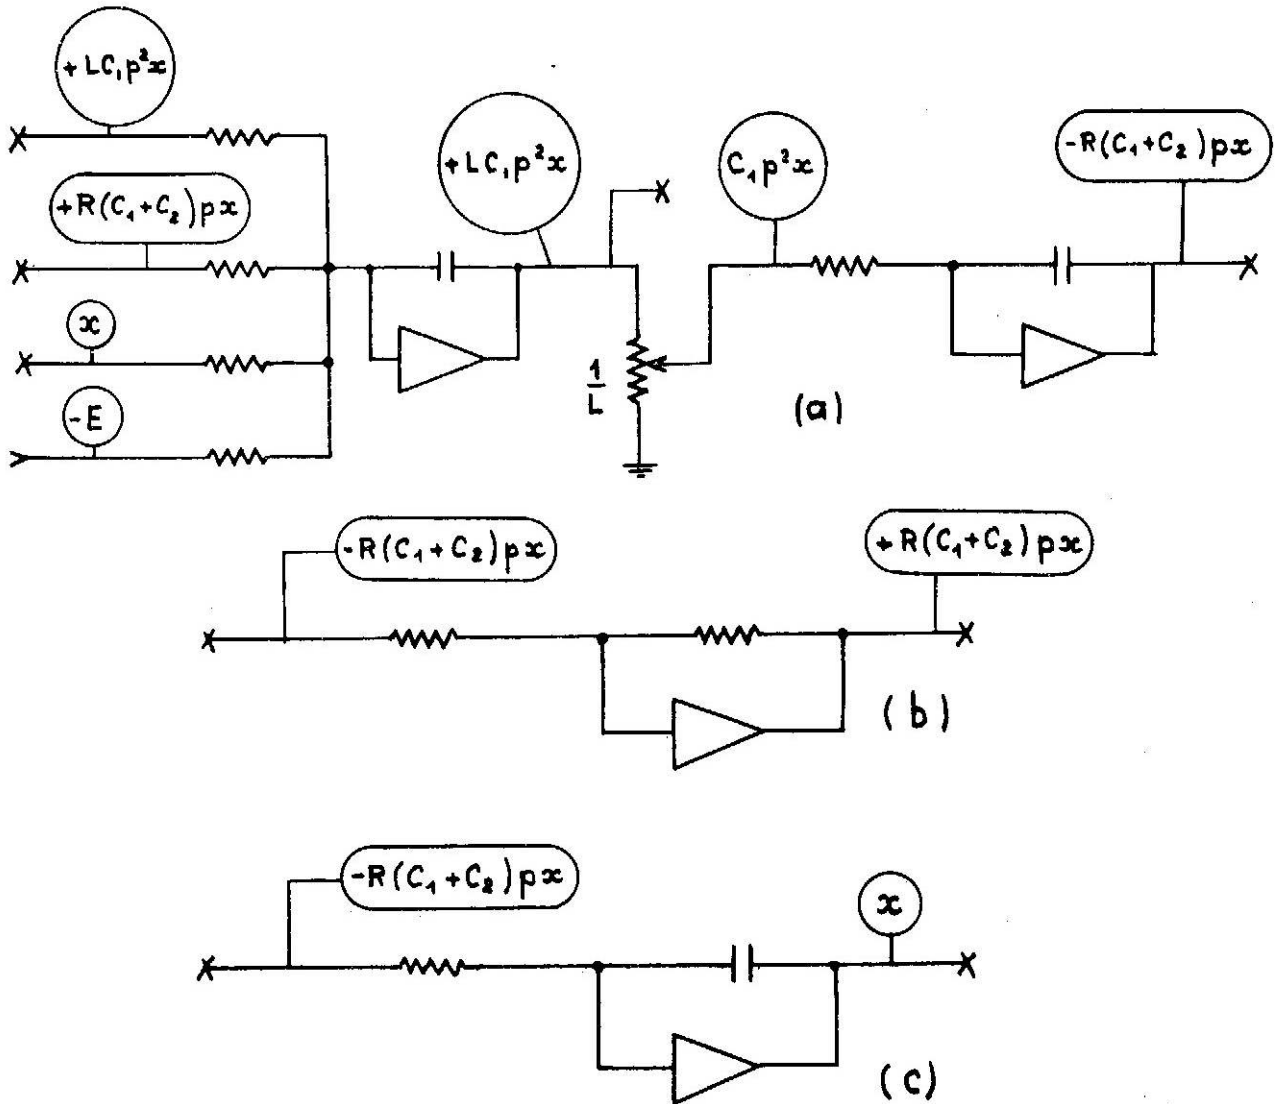 + LC₁p²x
+R(C₁+C₂)px
x
-E
+LC₁p²x
1/L
C₁p²x
-R(C₁+C₂)px
(a)
-R(C₁+C₂)px
+R(C₁+C₂)px
(b)
-R(C₁+C₂)px
x
(c)